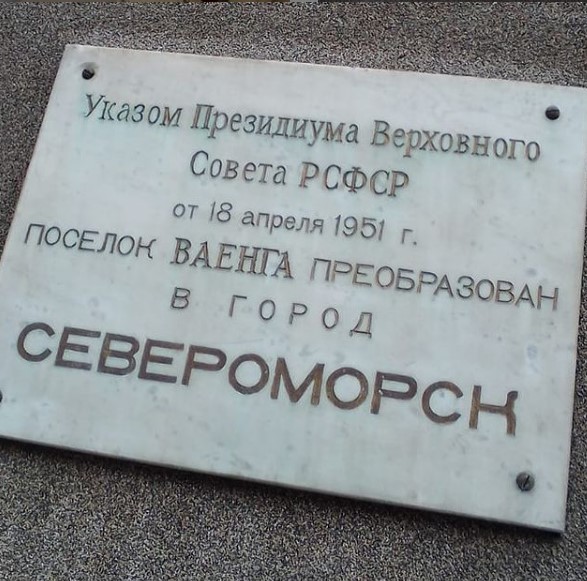 Указом Президиума Верховного
Совета РСФСР
от 18 апреля 1951 г.
ПОСЕЛОК ВАЕНГА ПРЕОБРАЗОВАН
В ГОРОД
СЕВЕРОМОРСК